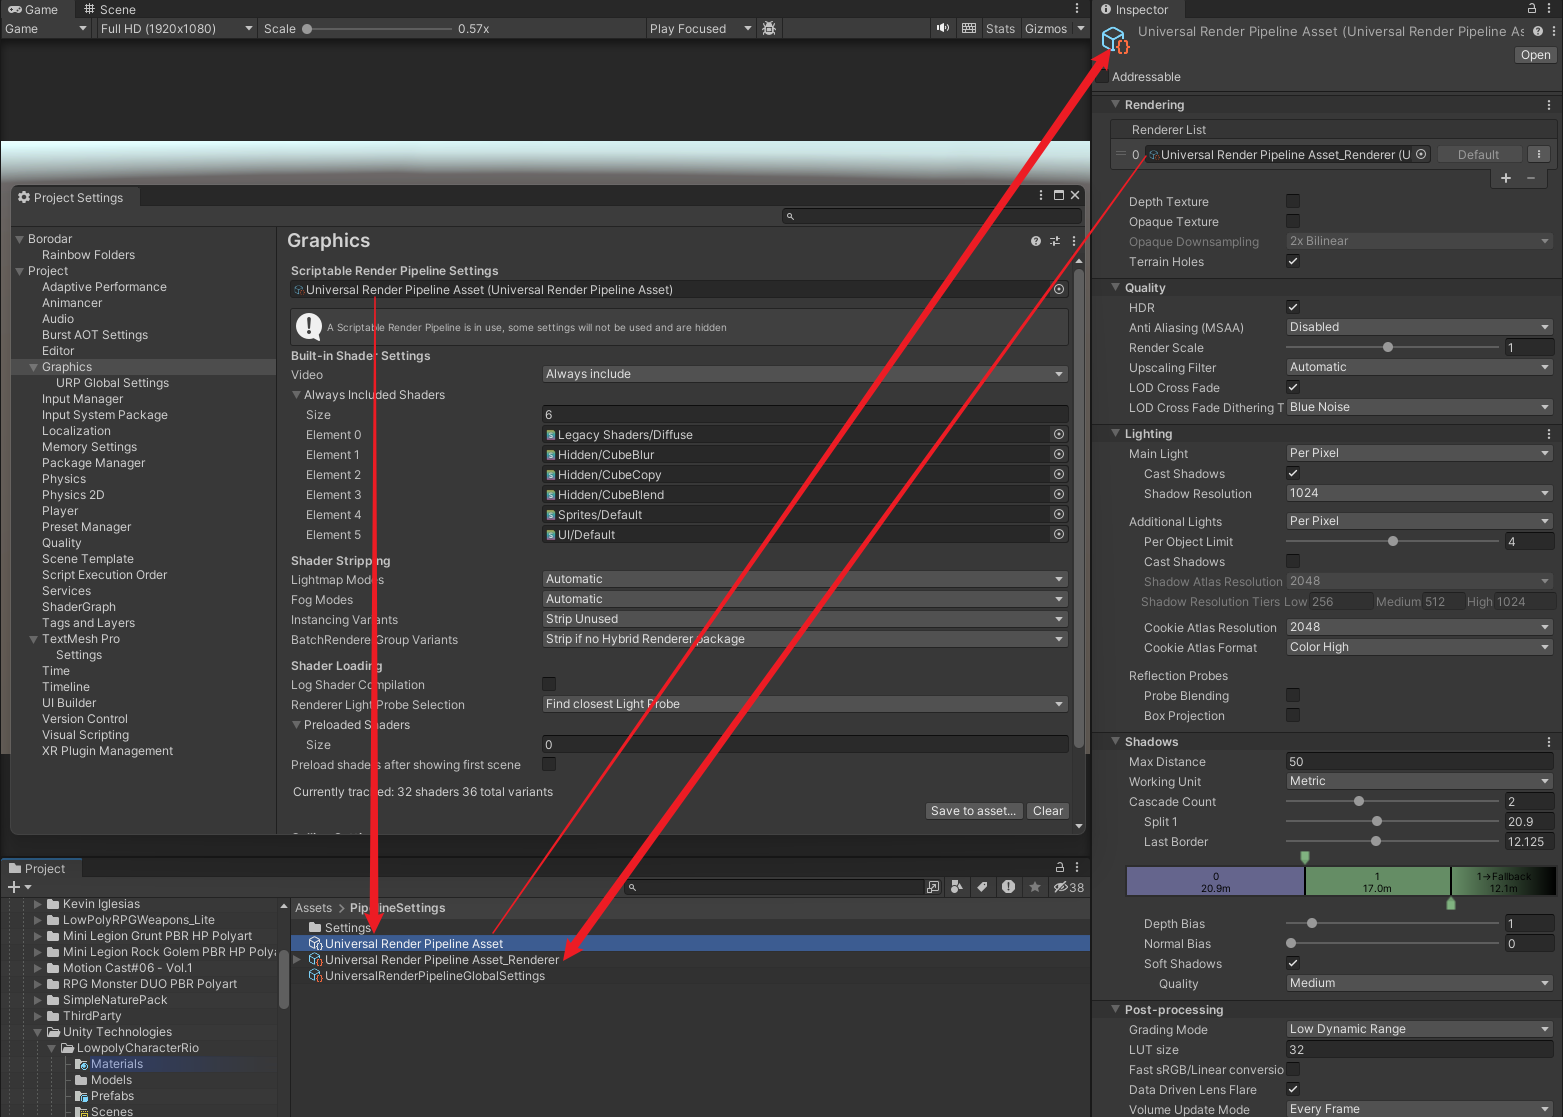 Game
Scene
Game
Full HD (1920x1080)
Scale
0.57x
Play Focused
Stats
Gizmos
Project Settings
Borodar
Rainbow Folders
Project
Adaptive Performance
Animancer
Audio
Burst AOT Settings
Editor
Graphics
URP Global Settings
Input Manager
Input System Package
Localization
Memory Settings
Package Manager
Physics
Physics 2D
Player
Preset Manager
Quality
Scene Template
Script Execution Order
Services
ShaderGraph
Tags and Layers
TextMesh Pro
Settings
Time
Timeline
UI Builder
Version Control
Visual Scripting
XR Plugin Management
Graphics
Scriptable Render Pipeline Settings
Universal Render Pipeline Asset (Universal Render Pipeline Asset)
A Scriptable Render Pipeline is in use, some settings will not be used and are hidden
Built-in Shader Settings
Video
Always include
Always Included Shaders
Size
6
Element 0
Legacy Shaders/Diffuse
Element 1
Hidden/CubeBlur
Element 2
Hidden/CubeCopy
Element 3
Hidden/CubeBlend
Element 4
Sprites/Default
Element 5
UI/Default
Shader Stripping
Lightmap Modes
Automatic
Fog Modes
Automatic
Instancing Variants
Strip Unused
BatchRendererGroup Variants
Strip if no Hybrid Renderer package
Shader Loading
Log Shader Compilation
Renderer Light Probe Selection
Find closest Light Probe
Preloaded Shaders
Size
0
Preload shaders after showing first scene
Currently tracked: 32 shaders 36 total variants
Save to asset...
Clear
Project
38
Kevin Iglesias
LowPolyRPGWeapons_Lite
Mini Legion Grunt PBR HP Polyart
Mini Legion Rock Golem PBR HP Polya
Motion Cast#06 - Vol.1
RPG Monster DUO PBR Polyart
SimpleNaturePack
ThirdParty
Unity Technologies
LowpolyCharacterRio
Materials
Models
Prefabs
Scenes
Assets > PipelineSettings
Settings
Universal Render Pipeline Asset
Universal Render Pipeline Asset_Renderer
UniversalRenderPipelineGlobalSettings
Inspector
Universal Render Pipeline Asset (Universal Render Pipeline As
Open
Addressable
Rendering
Renderer List
0
Universal Render Pipeline Asset_Renderer (U
Default
Depth Texture
Opaque Texture
Opaque Downsampling
2x Bilinear
Terrain Holes
Quality
HDR
Anti Aliasing (MSAA)
Disabled
Render Scale
1
Upscaling Filter
Automatic
LOD Cross Fade
LOD Cross Fade Dithering T
Blue Noise
Lighting
Main Light
Per Pixel
Cast Shadows
Shadow Resolution
1024
Additional Lights
Per Pixel
Per Object Limit
4
Cast Shadows
Shadow Atlas Resolution
2048
Shadow Resolution Tiers Low 256 Medium 512 High 1024
Cookie Atlas Resolution
2048
Cookie Atlas Format
Color High
Reflection Probes
Probe Blending
Box Projection
Shadows
Max Distance
50
Working Unit
Metric
Cascade Count
2
Split 1
20.9
Last Border
12.125
0
20.9m
1
17.0m
1→Fallback
12.1m
Depth Bias
1
Normal Bias
0
Soft Shadows
Quality
Medium
Post-processing
Grading Mode
Low Dynamic Range
LUT size
32
Fast sRGB/Linear conversio
Data Driven Lens Flare
Volume Update Mode
Every Frame